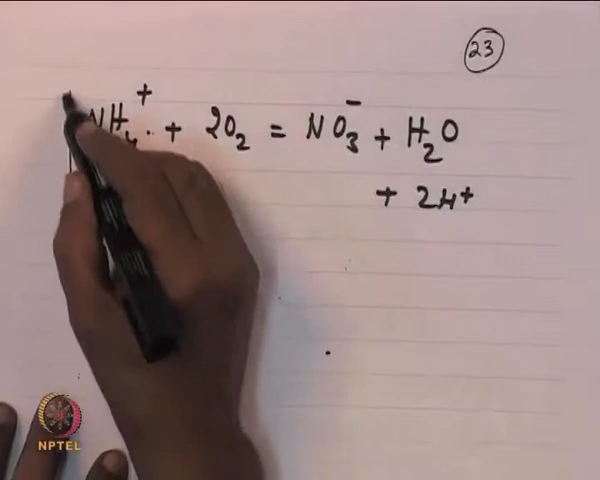 23
NH₄⁺ + 2O₂ = NO₃⁻ + H₂O
+ 2H⁺
NPTEL